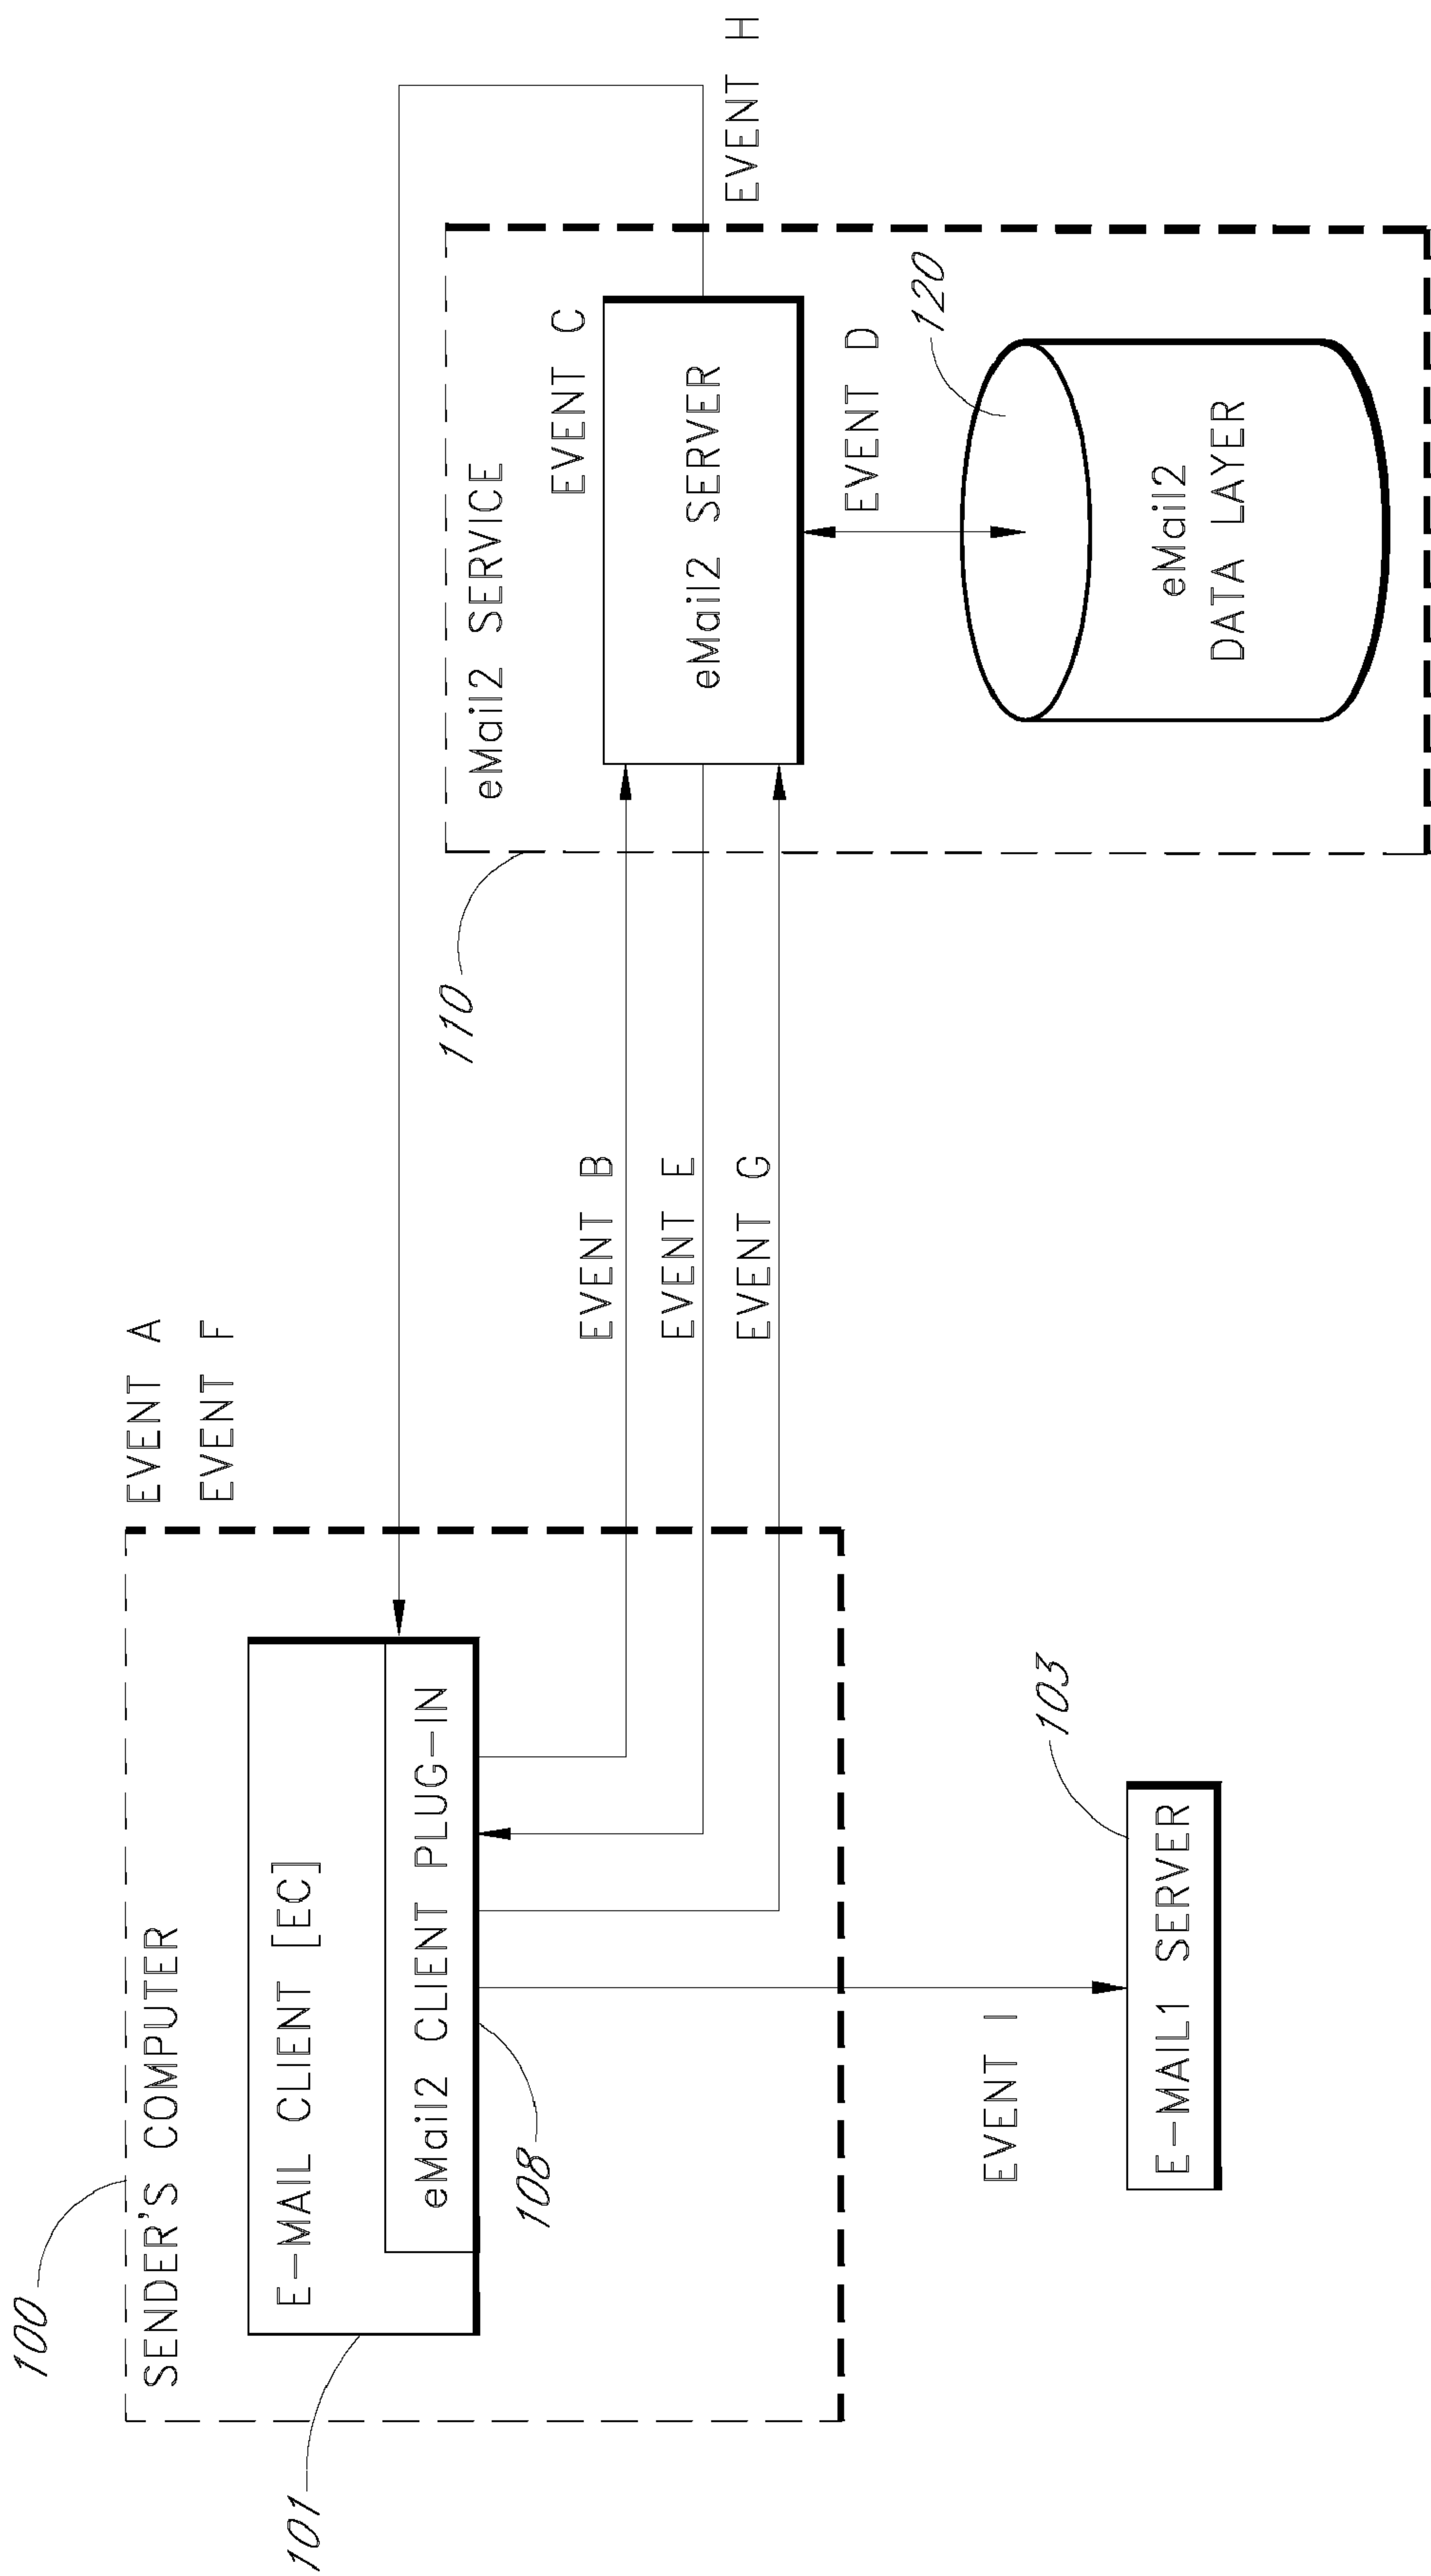 100
SENDER'S COMPUTER
EVENT A
EVENT F
101
E-MAIL CLIENT [EC]
eMail2 CLIENT PLUG-IN
108
EVENT B
EVENT E
EVENT G
110
eMail2 SERVICE
EVENT C
eMail2 SERVER
EVENT H
EVENT D
120
eMail2
DATA LAYER
EVENT I
103
E-MAIL1 SERVER